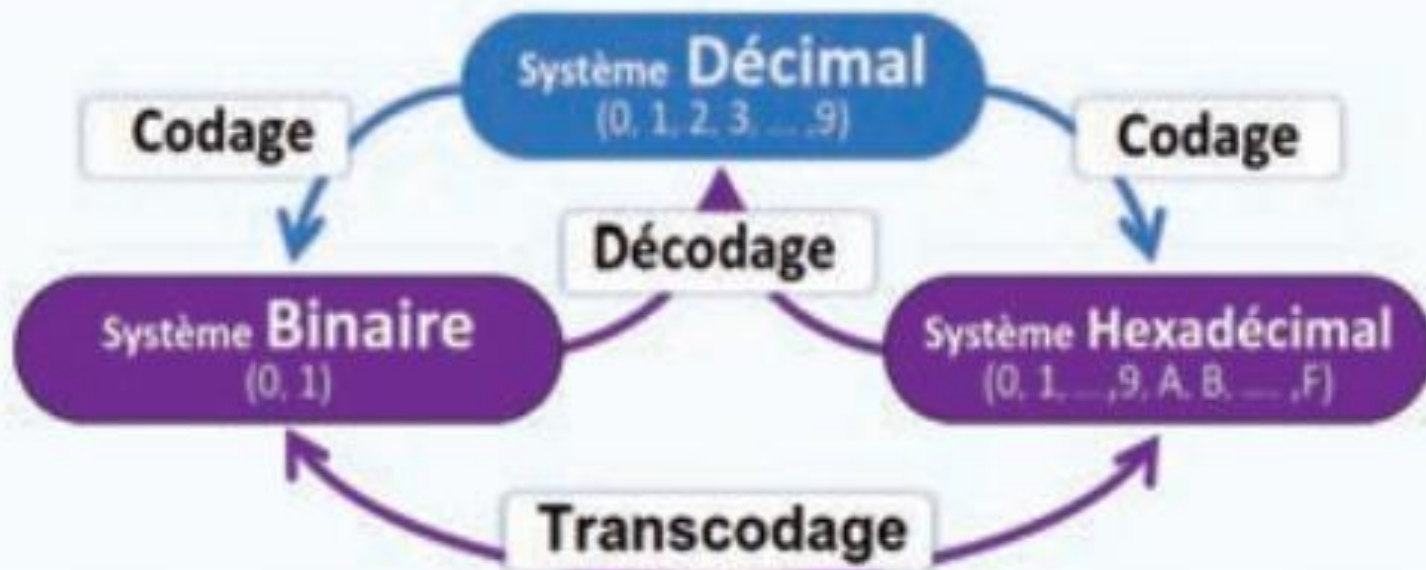 Système Décimal
(0, 1, 2, 3, ... ,9)
Codage
Codage
Décodage
Système Binaire
(0, 1)
Système Hexadécimal
(0, 1, ...,9, A, B, .... ,F)
Transcodage